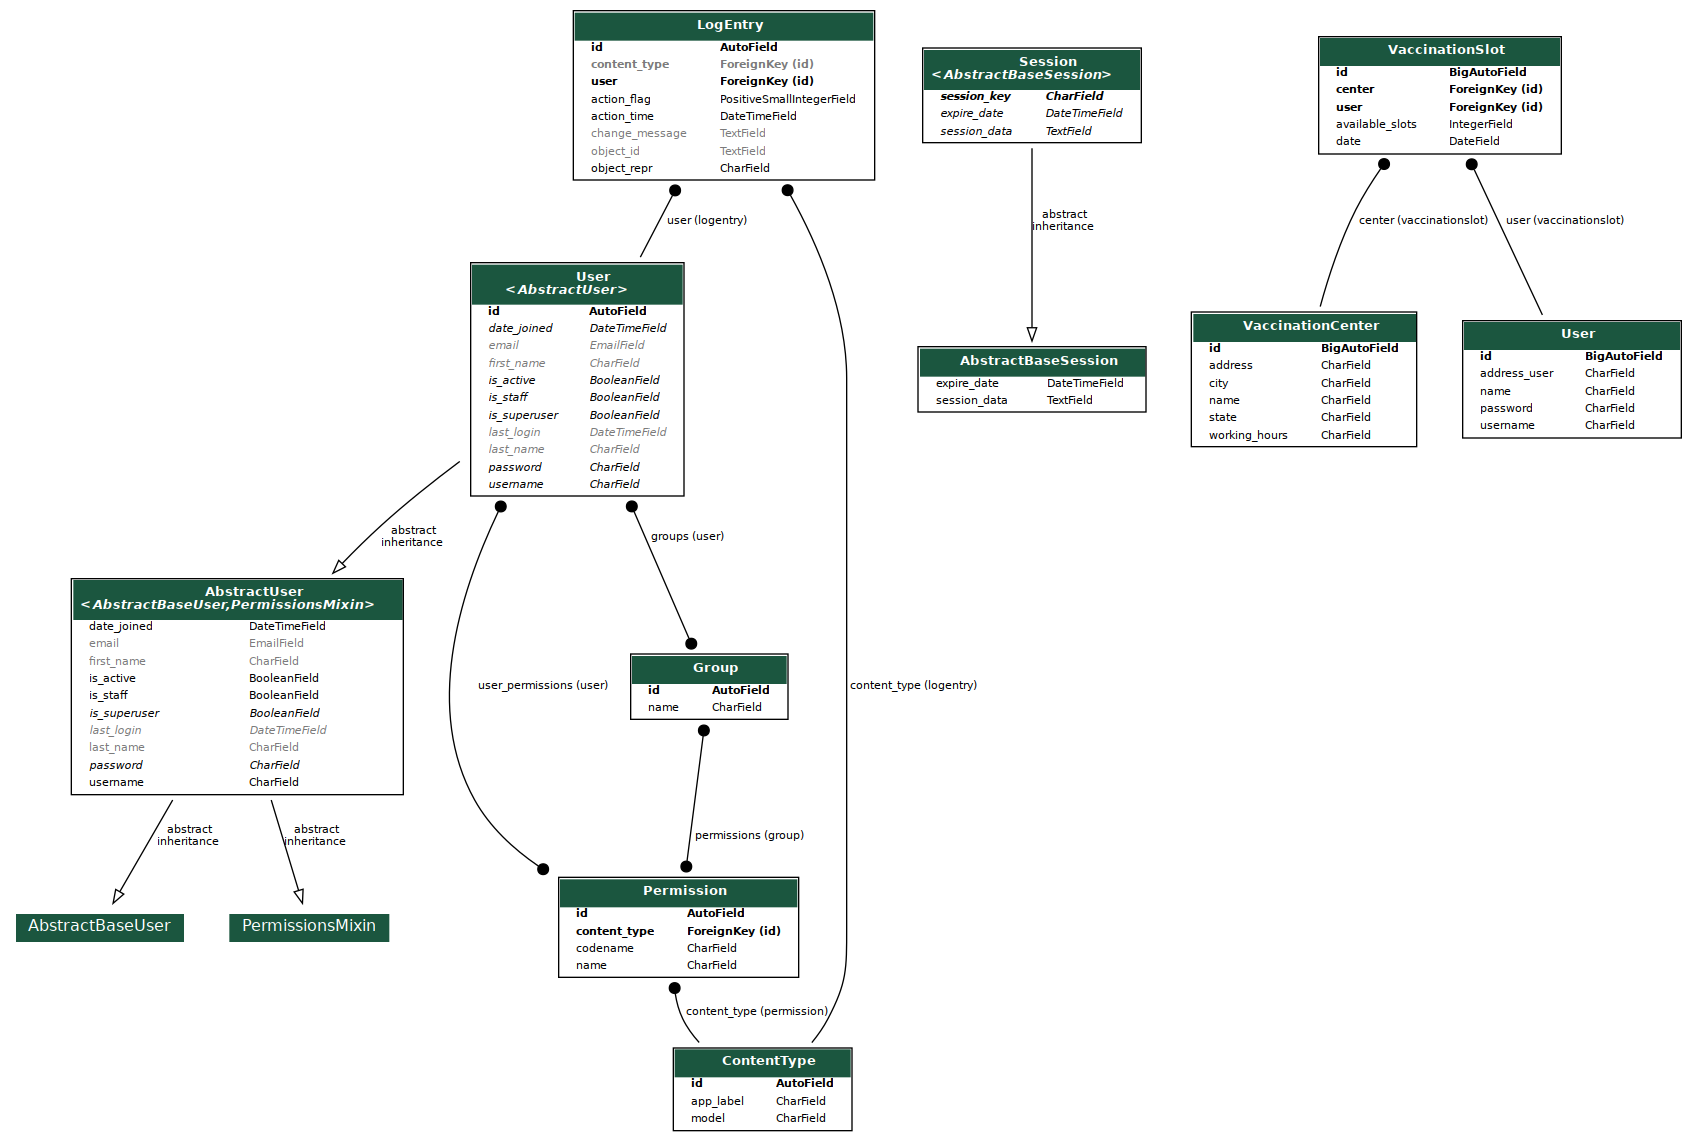 LogEntry
id AutoField
content_type ForeignKey (id)
user ForeignKey (id)
action_flag PositiveSmallIntegerField
action_time DateTimeField
change_message TextField
object_id TextField
object_repr CharField
Session
<AbstractBaseSession>
session_key CharField
expire_date DateTimeField
session_data TextField
VaccinationSlot
id BigAutoField
center ForeignKey (id)
user ForeignKey (id)
available_slots IntegerField
date DateField
user (logentry)
abstract
inheritance
center (vaccinationslot)
user (vaccinationslot)
User
<AbstractUser>
id AutoField
date_joined DateTimeField
email EmailField
first_name CharField
is_active BooleanField
is_staff BooleanField
is_superuser BooleanField
last_login DateTimeField
last_name CharField
password CharField
username CharField
AbstractBaseSession
expire_date DateTimeField
session_data TextField
VaccinationCenter
id BigAutoField
address CharField
city CharField
name CharField
state CharField
working_hours CharField
User
id BigAutoField
address_user CharField
name CharField
password CharField
username CharField
abstract
inheritance
groups (user)
AbstractUser
<AbstractBaseUser,PermissionsMixin>
date_joined DateTimeField
email EmailField
first_name CharField
is_active BooleanField
is_staff BooleanField
is_superuser BooleanField
last_login DateTimeField
last_name CharField
password CharField
username CharField
user_permissions (user)
Group
id AutoField
name CharField
content_type (logentry)
abstract
inheritance
abstract
inheritance
permissions (group)
AbstractBaseUser
PermissionsMixin
Permission
id AutoField
content_type ForeignKey (id)
codename CharField
name CharField
content_type (permission)
ContentType
id AutoField
app_label CharField
model CharField